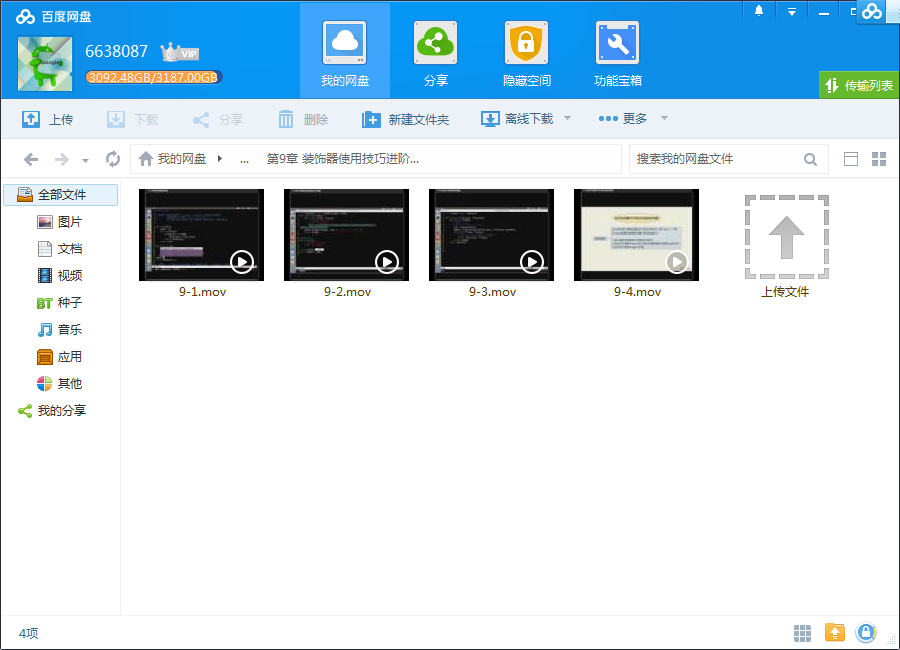 百度网盘
6638087 VIP
3092.48GB/3187.00GB
我的网盘
分享
隐藏空间
功能宝箱
传输列表
上传
下载
分享
删除
新建文件夹
离线下载
更多
我的网盘
...
第9章 装饰器使用技巧进阶...
搜索我的网盘文件
全部文件
图片
文档
视频
BT 种子
音乐
应用
其他
我的分享
9-1.mov
9-2.mov
9-3.mov
9-4.mov
上传文件
4项